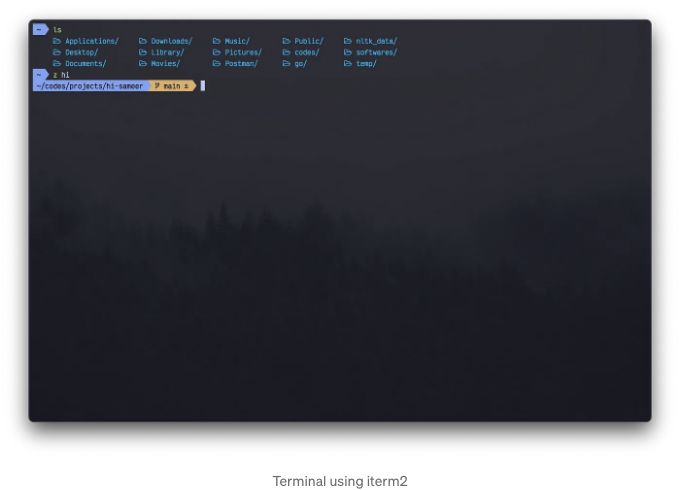 ~ ls
Applications/ Downloads/ Music/ Public/ nltk_data/
Desktop/ Library/ Pictures/ codes/ softwares/
Documents/ Movies/ Postman/ go/ temp/
~ z hi
~/codes/projects/hi-sameer main ±
Terminal using iterm2